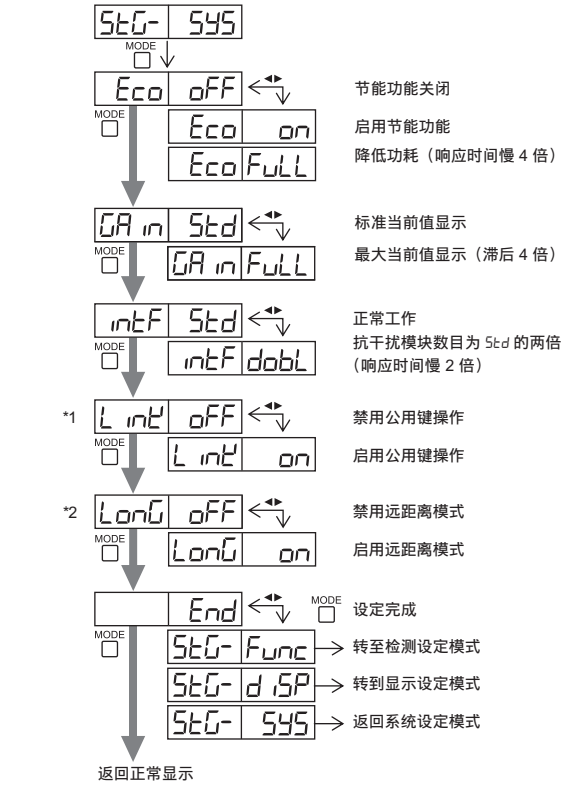 StG- SYS
MODE
Eco oFF 节能功能关闭
MODE
Eco on 启用节能功能
Eco FuLL 降低功耗（响应时间慢 4 倍）
GAin Std 标准当前值显示
MODE
GAin FuLL 最大当前值显示（滞后 4 倍）
intF Std 正常工作
MODE
intF dobL 抗干扰模块数目为 Std 的两倍
（响应时间慢 2 倍）
*1 Link oFF 禁用公用键操作
MODE
Link on 启用公用键操作
*2 LonG oFF 禁用远距离模式
MODE
LonG on 启用远距离模式
End MODE 设定完成
MODE
StG- Func 转至检测设定模式
StG- diSP 转到显示设定模式
StG- SYS 返回系统设定模式
返回正常显示